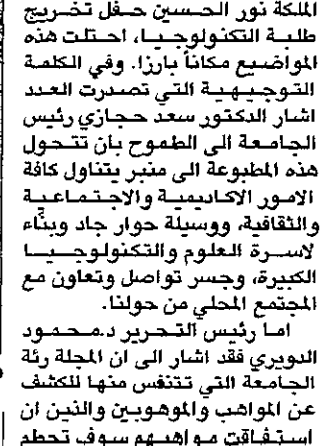 الملكة نور الحسين حفل تخريج
طلبة التكنولوجيا، احتلت هذه
المواضيع مكاناً بارزا. وفي الكلمة
التوجيهية التي تصدرت العدد
اشار الدكتور سعد حجازي رئيس
الجامعة الى الطموح بان تتحول
هذه المطبوعة الى منبر يتناول كافة
الامور الاكاديمية والاجتماعية
والثقافية، ووسيلة حوار جاد وبنَّاء
لاسرة العلوم والتكنولوجيا
الكبيرة، وجسر تواصل وتعاون مع
المجتمع المحلي من حولنا.
اما رئيس التحرير د.محمود
الدويري فقد اشار الى ان المجلة رئة
الجامعة التي تتنفس منها للكشف
عن المواهب والموهوبين والذين ان
استفاقت مواهبهم سوف تحطم